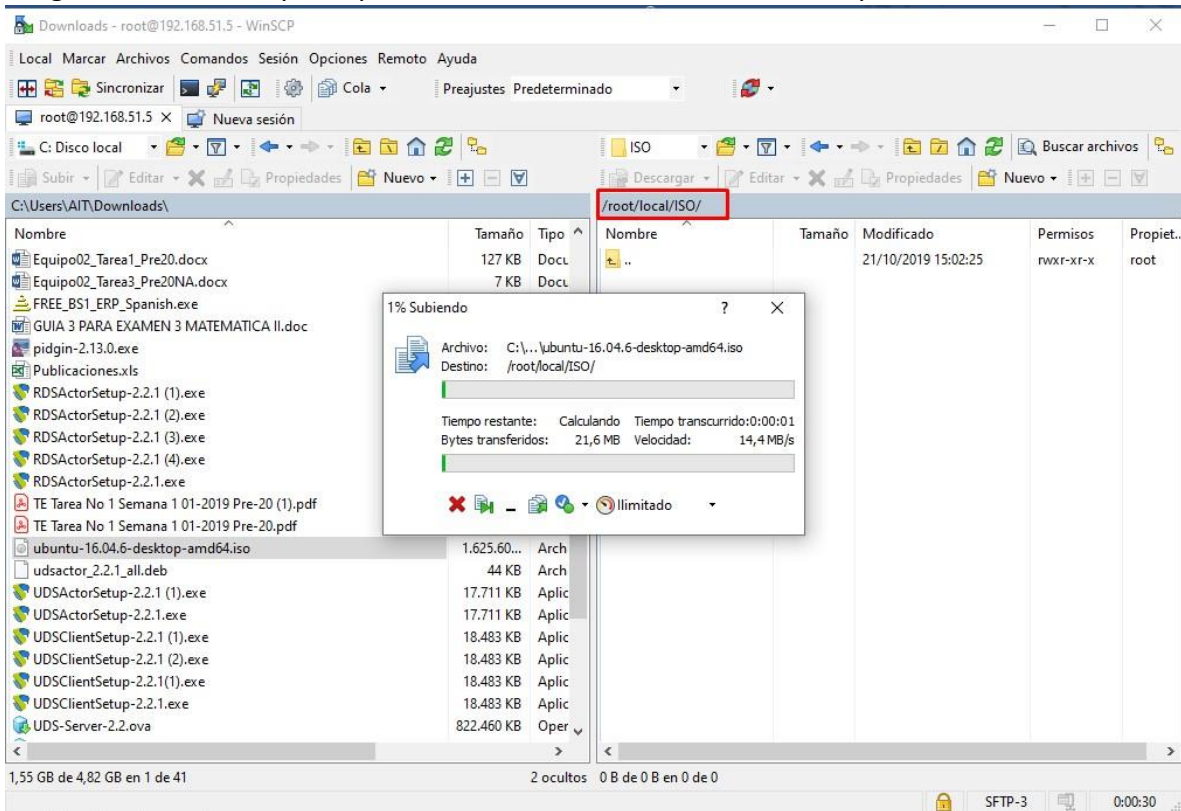 Downloads - root@192.168.51.5 - WinSCP
Local Marcar Archivos Comandos Sesión Opciones Remoto Ayuda
Sincronizar Cola Preajustes Predeterminado
root@192.168.51.5 Nueva sesión
C: Disco local ISO Buscar archivos
Subir Editar Propiedades Nuevo Descargar Editar Propiedades Nuevo
C:\Users\AIT\Downloads\ /root/local/ISO/
Nombre Tamaño Tipo Nombre Tamaño Modificado Permisos Propiet..
Equipo02_Tarea1_Pre20.docx 127 KB Docu .. 21/10/2019 15:02:25 rwxr-xr-x root
Equipo02_Tarea3_Pre20NA.docx 7 KB Docu
FREE_BS1_ERP_Spanish.exe
GUIA 3 PARA EXAMEN 3 MATEMATICA II.doc
pidgin-2.13.0.exe
Publicaciones.xls
RDSActorSetup-2.2.1 (1).exe
RDSActorSetup-2.2.1 (2).exe
RDSActorSetup-2.2.1 (3).exe
RDSActorSetup-2.2.1 (4).exe
RDSActorSetup-2.2.1.exe
TE Tarea No 1 Semana 1 01-2019 Pre-20 (1).pdf
TE Tarea No 1 Semana 1 01-2019 Pre-20.pdf
ubuntu-16.04.6-desktop-amd64.iso 1.625.60... Arch
udsactor_2.2.1_all.deb 44 KB Arch
UDSActorSetup-2.2.1 (1).exe 17.711 KB Aplic
UDSActorSetup-2.2.1.exe 17.711 KB Aplic
UDSClientSetup-2.2.1 (1).exe 18.483 KB Aplic
UDSClientSetup-2.2.1 (2).exe 18.483 KB Aplic
UDSClientSetup-2.2.1(1).exe 18.483 KB Aplic
UDSClientSetup-2.2.1.exe 18.483 KB Aplic
UDS-Server-2.2.ova 822.460 KB Oper
1% Subiendo ?
Archivo: C:\...\ubuntu-16.04.6-desktop-amd64.iso
Destino: /root/local/ISO/
Tiempo restante: Calculando Tiempo transcurrido:0:00:01
Bytes transferidos: 21,6 MB Velocidad: 14,4 MB/s
Ilimitado
1,55 GB de 4,82 GB en 1 de 41 2 ocultos 0 B de 0 B en 0 de 0
SFTP-3 0:00:30